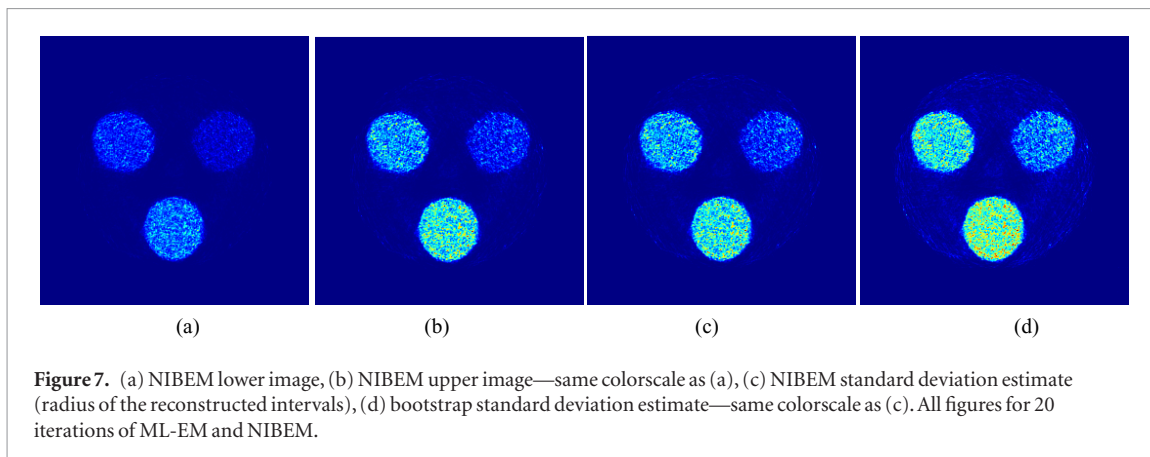 (a) (b) (c) (d)
Figure 7. (a) NIBEM lower image, (b) NIBEM upper image—same colorscale as (a), (c) NIBEM standard deviation estimate
(radius of the reconstructed intervals), (d) bootstrap standard deviation estimate—same colorscale as (c). All figures for 20
iterations of ML-EM and NIBEM.